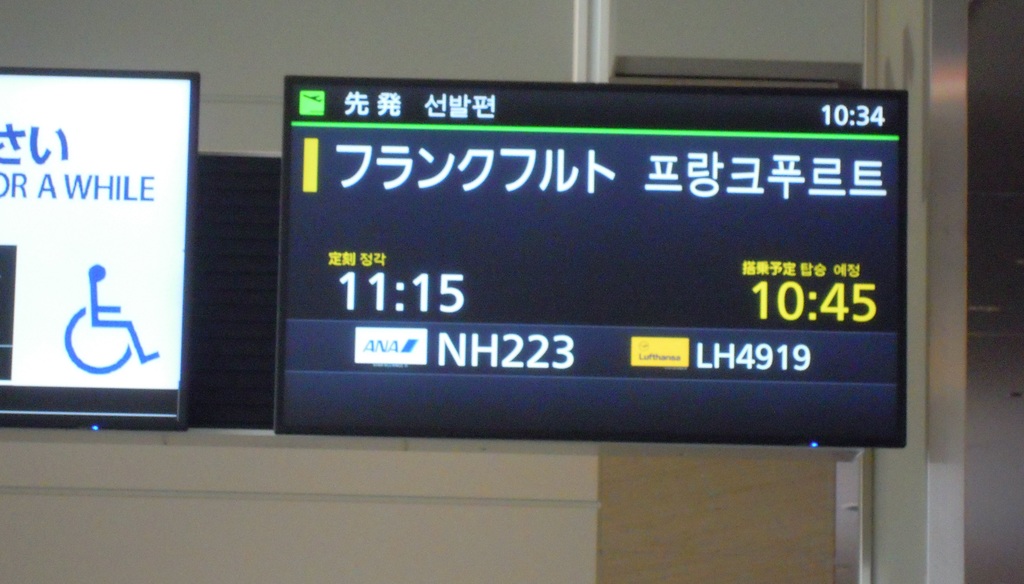 さい
OR A WHILE
先発 선발편 10:34
フランクフルト 프랑크푸르트
定刻 정각 搭乗予定 탑승 예정
11:15 10:45
ANA NH223 Lufthansa LH4919